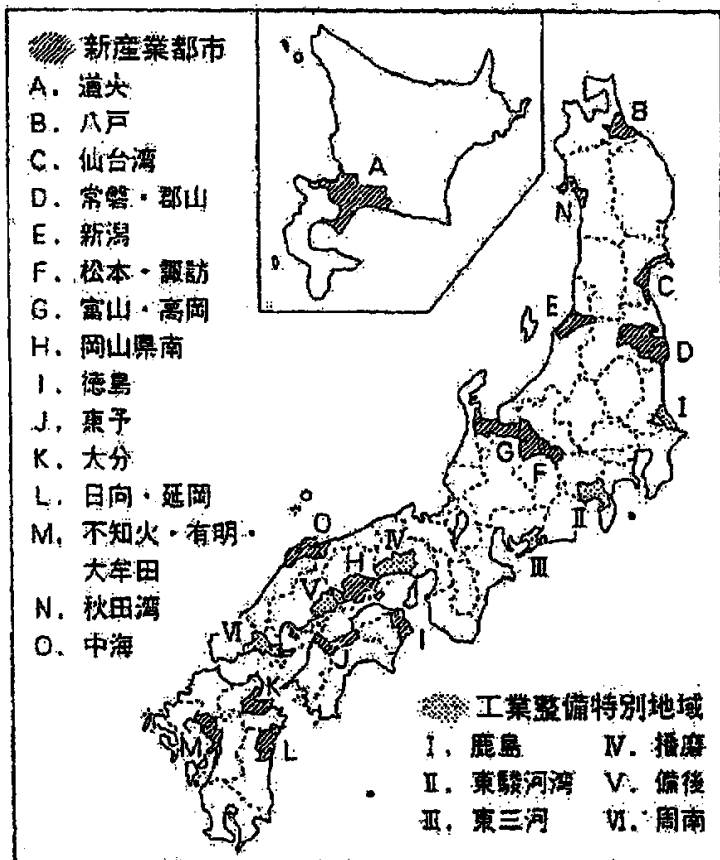 新産業都市
A. 道央
B. 八戸
C. 仙台湾
D. 常磐・郡山
E. 新潟
F. 松本・諏訪
G. 富山・高岡
H. 岡山県南
I. 徳島
J. 東予
K. 大分
L. 日向・延岡
M. 不知火・有明・
大牟田
N. 秋田湾
O. 中海
A
B
N
C
E
D
I
G
F
II
III
O
IV
H
V
VI
J
I
K
M
L
工業整備特別地域
I. 鹿島 IV. 播磨
II. 東駿河湾 V. 備後
III. 東三河 VI. 周南